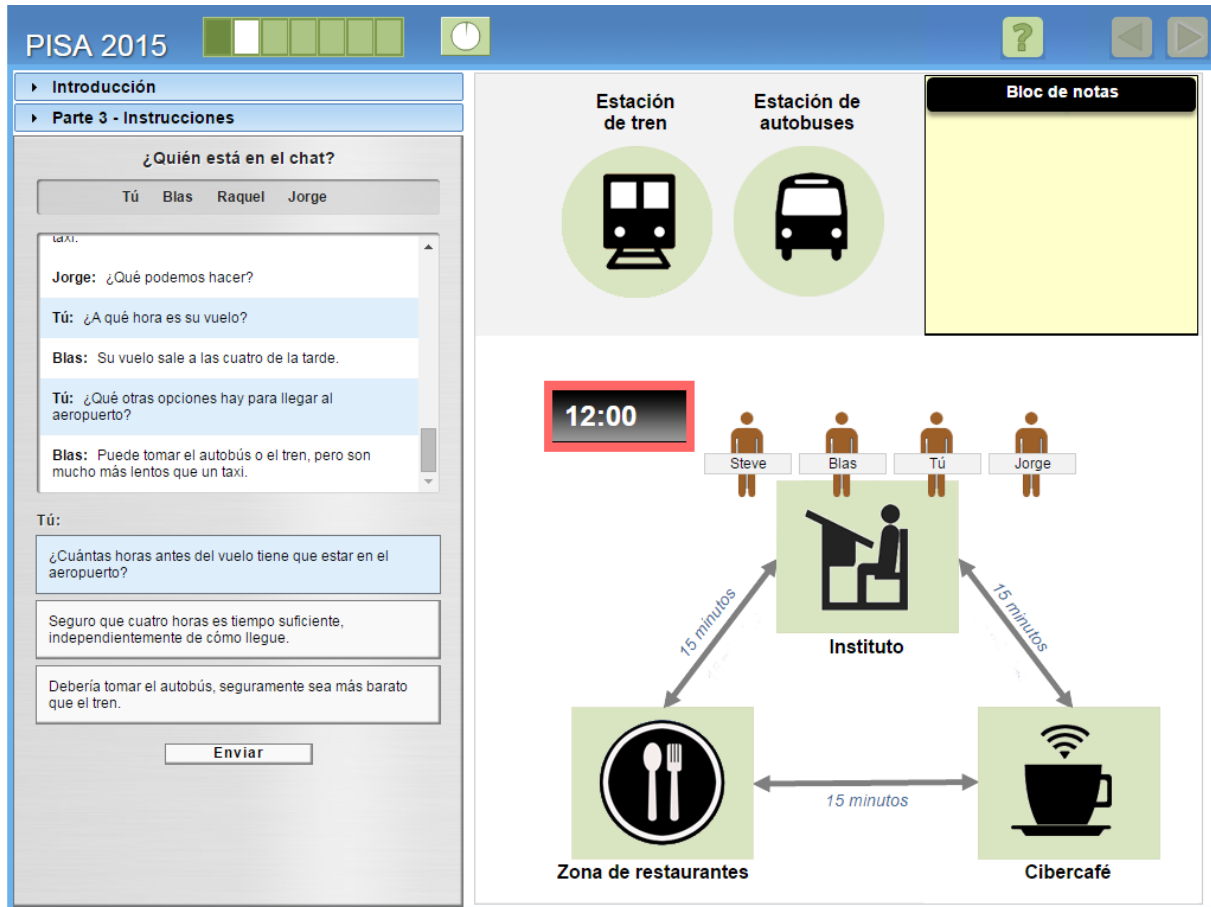 PISA 2015
?
Introducción
Parte 3 - Instrucciones
¿Quién está en el chat?
Tú Blas Raquel Jorge
taxi.
Jorge: ¿Qué podemos hacer?
Tú: ¿A qué hora es su vuelo?
Blas: Su vuelo sale a las cuatro de la tarde.
Tú: ¿Qué otras opciones hay para llegar al
aeropuerto?
Blas: Puede tomar el autobús o el tren, pero son
mucho más lentos que un taxi.
Tú:
¿Cuántas horas antes del vuelo tiene que estar en el
aeropuerto?
Seguro que cuatro horas es tiempo suficiente,
independientemente de cómo llegue.
Debería tomar el autobús, seguramente sea más barato
que el tren.
Enviar
Estación
de tren
Estación de
autobuses
Bloc de notas
12:00
Steve
Blas
Tú
Jorge
15 minutos
15 minutos
Instituto
15 minutos
Zona de restaurantes
Cibercafé